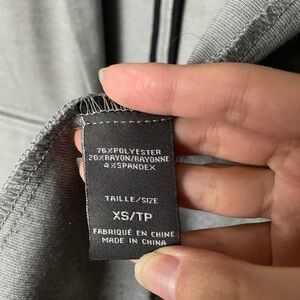 76%POLYESTER
20%RAYON/RAYONNE
4%SPANDEX
TAILLE/SIZE
XS/TP
FABRIQUÉ EN CHINE
MADE IN CHINA